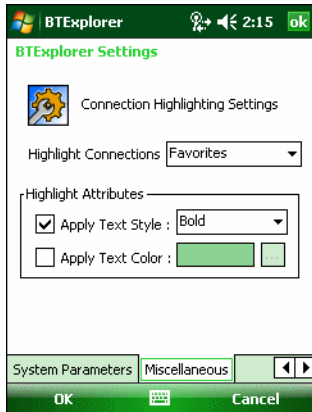 BTExplorer 2:15 ok
BTExplorer Settings
Connection Highlighting Settings
Highlight Connections Favorites
Highlight Attributes
Apply Text Style : Bold
Apply Text Color : ...
System Parameters Miscellaneous
OK Cancel